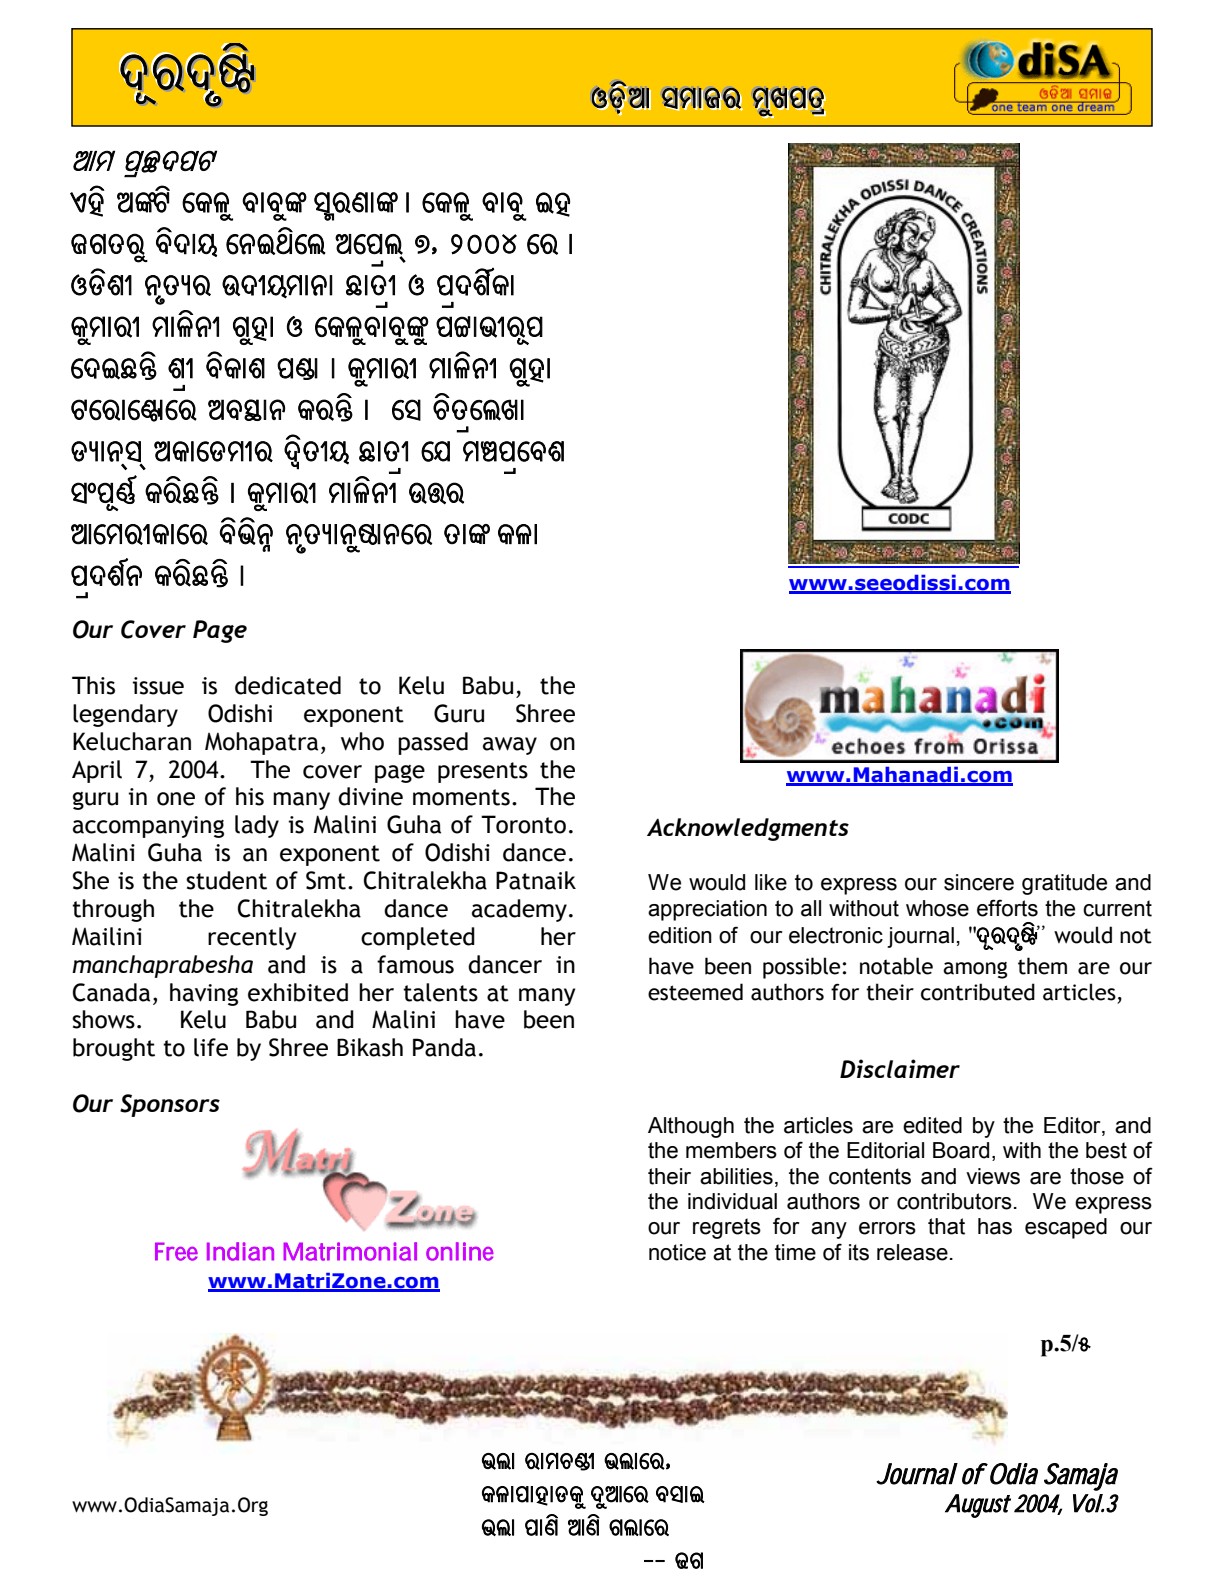 ଦୂରଦୃଷ୍ଟି
ଓଡ଼ିଆ ସମାଜର ମୁଖପତ୍ର
OdiSA
ଓଡ଼ିଆ ସମାଜ
one team one dream
ଆମ ପ୍ରଚ୍ଛଦପଟ
ଏହି ଅଙ୍କଟି କେଳୁ ବାବୁଙ୍କ ସ୍ମରଣାଙ୍କ। କେଳୁ ବାବୁ ଇହ
ଜଗତରୁ ବିଦାୟ ନେଇଥିଲେ ଅପ୍ରେଲ୍ ୭, ୨୦୦୪ ରେ।
ଓଡିଶୀ ନୃତ୍ୟର ଉଦୀୟମାନା ଛାତ୍ରୀ ଓ ପ୍ରଦର୍ଶିକା
କୁମାରୀ ମାଳିନୀ ଗୁହା ଓ କେଳୁବାବୁଙ୍କୁ ପଟ୍ଟାଭୀରୂପ
ଦେଇଛନ୍ତି ଶ୍ରୀ ବିକାଶ ପଣ୍ଡା। କୁମାରୀ ମାଳିନୀ ଗୁହା
ଟରୋଣ୍ଟୋରେ ଅବସ୍ଥାନ କରନ୍ତି। ସେ ଚିତ୍ରଲେଖା
ଡ୍ୟାନ୍ସ୍ ଅକାଡେମୀର ଦ୍ୱିତୀୟ ଛାତ୍ରୀ ଯେ ମଞ୍ଚପ୍ରବେଶ
ସଂପୂର୍ଣ୍ଣ କରିଛନ୍ତି। କୁମାରୀ ମାଳିନୀ ଉତ୍ତର
ଆମେରୀକାରେ ବିଭିନ୍ନ ନୃତ୍ୟାନୁଷ୍ଠାନରେ ତାଙ୍କ କଳା
ପ୍ରଦର୍ଶନ କରିଛନ୍ତି।
Our Cover Page
This issue is dedicated to Kelu Babu, the
legendary Odishi exponent Guru Shree
Kelucharan Mohapatra, who passed away on
April 7, 2004. The cover page presents the
guru in one of his many divine moments. The
accompanying lady is Malini Guha of Toronto.
Malini Guha is an exponent of Odishi dance.
She is the student of Smt. Chitralekha Patnaik
through the Chitralekha dance academy.
Mailini recently completed her
manchaprabesha and is a famous dancer in
Canada, having exhibited her talents at many
shows. Kelu Babu and Malini have been
brought to life by Shree Bikash Panda.
Our Sponsors
Matri
Zone
Free Indian Matrimonial online
www.MatriZone.com
CHITRALEKHA ODISSI DANCE CREATIONS
CODC
www.seeodissi.com
mahanadi
.com
echoes from Orissa
www.Mahanadi.com
Acknowledgments
We would like to express our sincere gratitude and
appreciation to all without whose efforts the current
edition of our electronic journal, "ଦୂରଦୃଷ୍ଟି" would not
have been possible: notable among them are our
esteemed authors for their contributed articles,
Disclaimer
Although the articles are edited by the Editor, and
the members of the Editorial Board, with the best of
their abilities, the contents and views are those of
the individual authors or contributors. We express
our regrets for any errors that has escaped our
notice at the time of its release.
p.5/୫
www.OdiaSamaja.Org
ଭଲା ରାମଚଣ୍ଡୀ ଭଲାରେ,
କଳାପାହାଡକୁ ଦୁଆରେ ବସାଇ
ଭଲା ପାଣି ଆଣି ଗଲାରେ
-- ଢଗ
Journal of Odia Samaja
August 2004, Vol.3